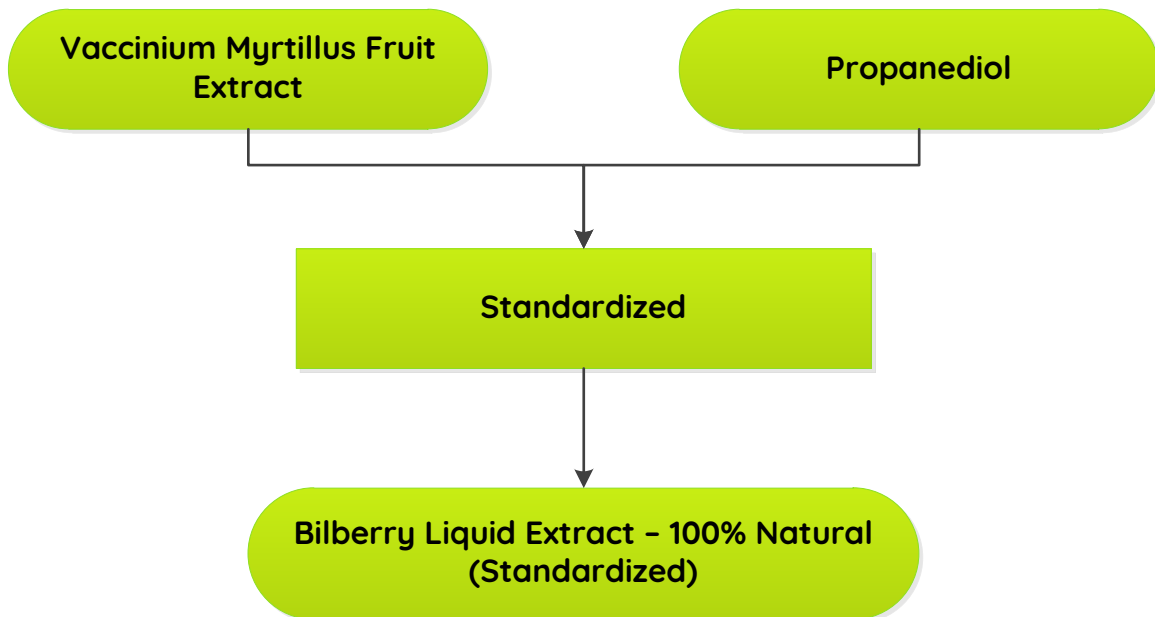 Vaccinium Myrtillus Fruit
Extract
Propanediol
Standardized
Bilberry Liquid Extract – 100% Natural
(Standardized)